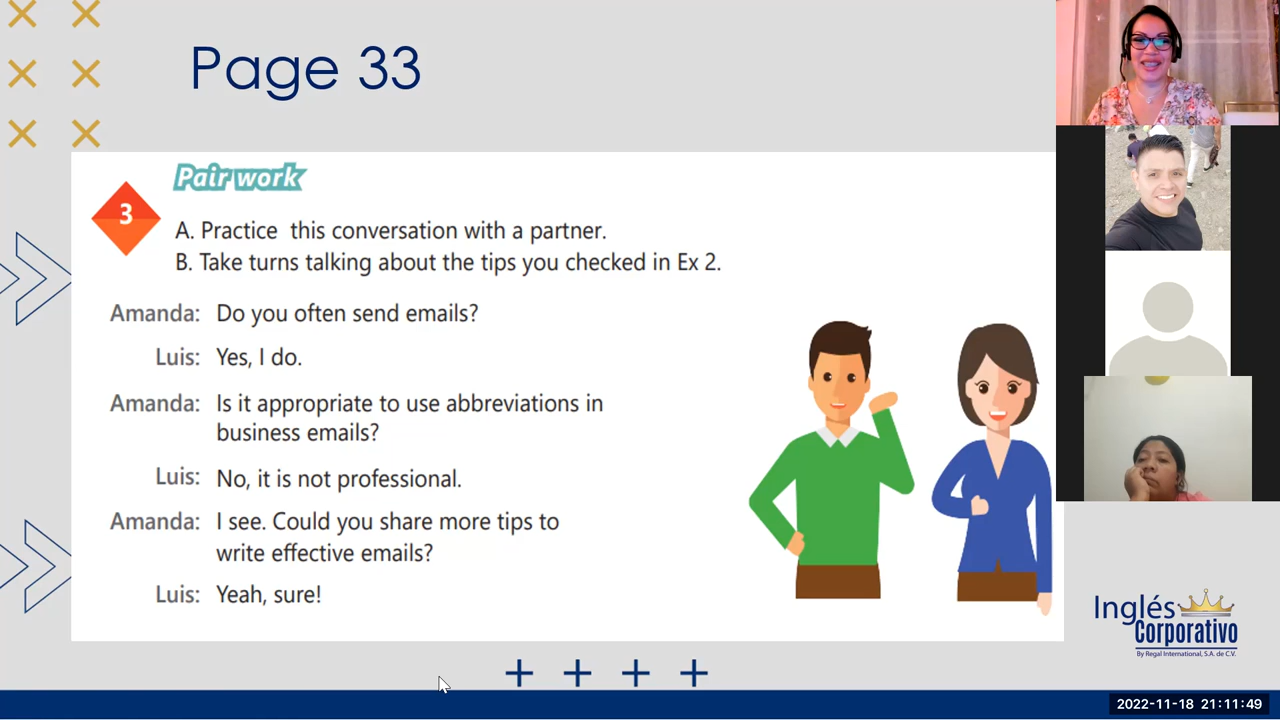 Page 33
Pair work
3
A. Practice this conversation with a partner.
B. Take turns talking about the tips you checked in Ex 2.
Amanda: Do you often send emails?
Luis: Yes, I do.
Amanda: Is it appropriate to use abbreviations in
business emails?
Luis: No, it is not professional.
Amanda: I see. Could you share more tips to
write effective emails?
Luis: Yeah, sure!
Inglés
Corporativo
By Regal International, S.A. de C.V.
2022-11-18 21:11:49